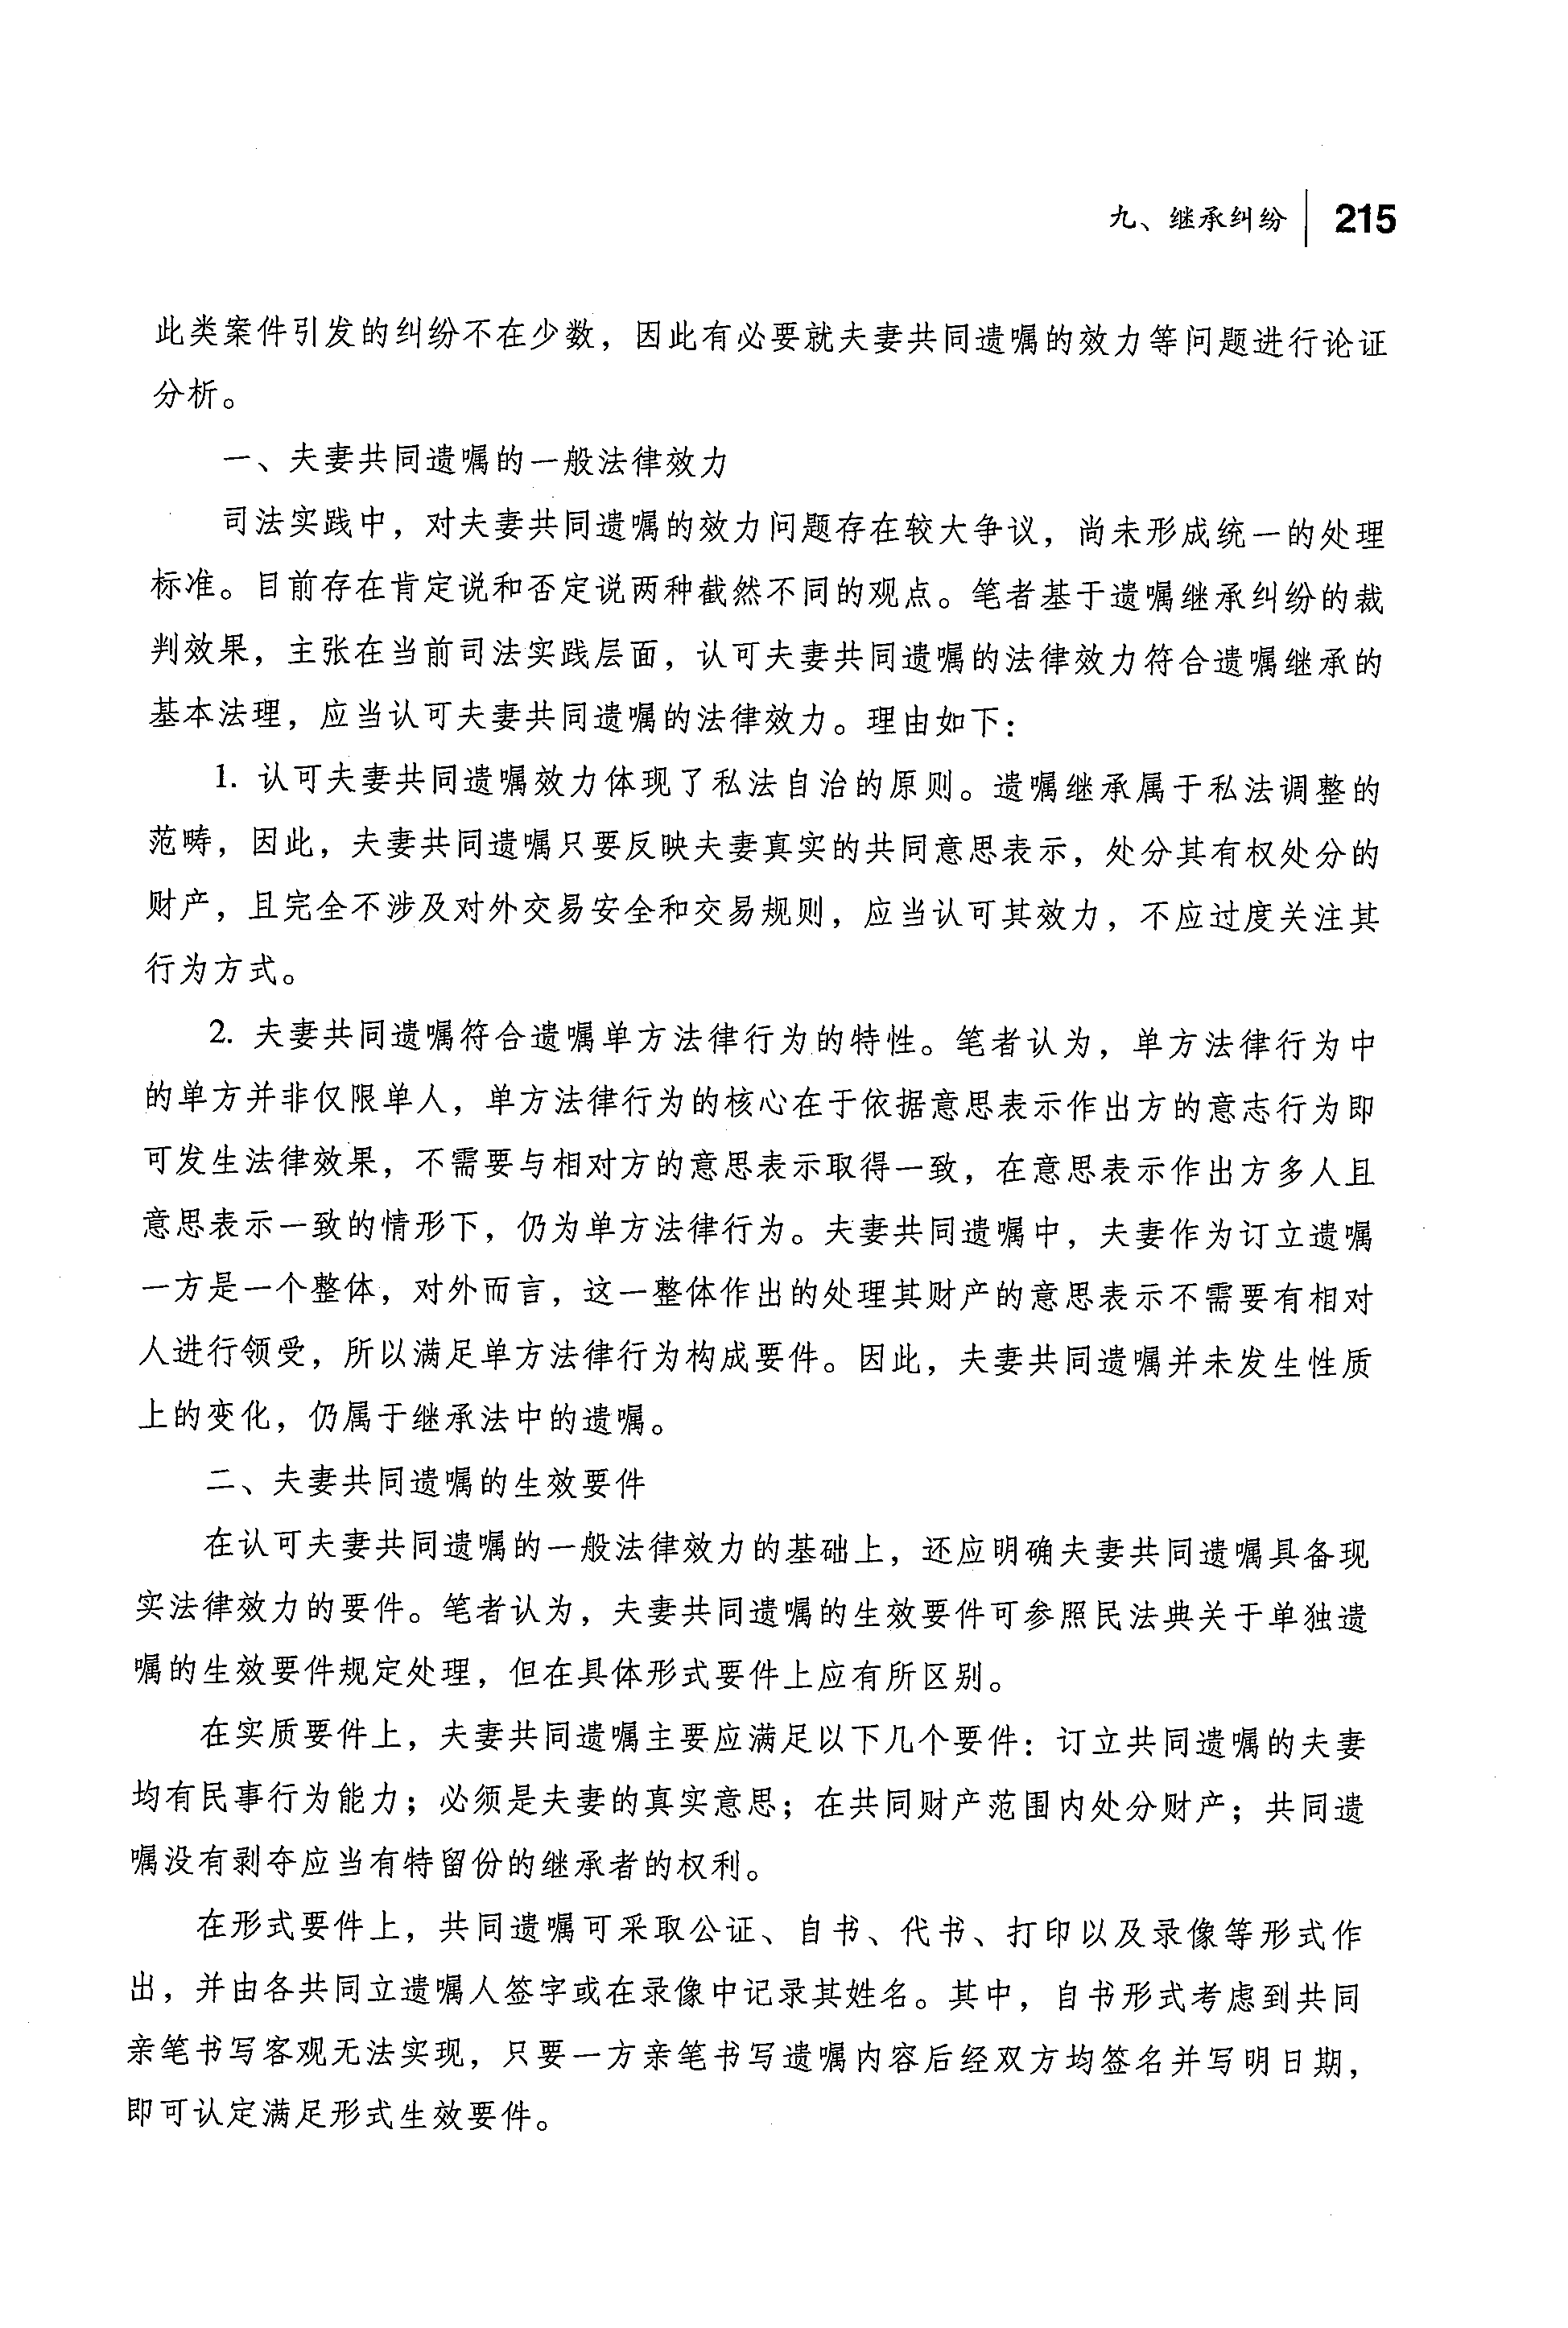 九、继承纠纷 215
此类案件引发的纠纷不在少数，因此有必要就夫妻共同遗嘱的效力等问题进行论证
分析。
一、夫妻共同遗嘱的一般法律效力
司法实践中，对夫妻共同遗嘱的效力问题存在较大争议，尚未形成统一的处理
标准。目前存在肯定说和否定说两种截然不同的观点。笔者基于遗嘱继承纠纷的裁
判效果，主张在当前司法实践层面，认可夫妻共同遗嘱的法律效力符合遗嘱继承的
基本法理，应当认可夫妻共同遗嘱的法律效力。理由如下：
1. 认可夫妻共同遗嘱效力体现了私法自治的原则。遗嘱继承属于私法调整的
范畴，因此，夫妻共同遗嘱只要反映夫妻真实的共同意思表示，处分其有权处分的
财产，且完全不涉及对外交易安全和交易规则，应当认可其效力，不应过度关注其
行为方式。
2. 夫妻共同遗嘱符合遗嘱单方法律行为的特性。笔者认为，单方法律行为中
的单方并非仅限单人，单方法律行为的核心在于依据意思表示作出方的意志行为即
可发生法律效果，不需要与相对方的意思表示取得一致，在意思表示作出方多人且
意思表示一致的情形下，仍为单方法律行为。夫妻共同遗嘱中，夫妻作为订立遗嘱
一方是一个整体，对外而言，这一整体作出的处理其财产的意思表示不需要有相对
人进行领受，所以满足单方法律行为构成要件。因此，夫妻共同遗嘱并未发生性质
上的变化，仍属于继承法中的遗嘱。
二、夫妻共同遗嘱的生效要件
在认可夫妻共同遗嘱的一般法律效力的基础上，还应明确夫妻共同遗嘱具备现
实法律效力的要件。笔者认为，夫妻共同遗嘱的生效要件可参照民法典关于单独遗
嘱的生效要件规定处理，但在具体形式要件上应有所区别。
在实质要件上，夫妻共同遗嘱主要应满足以下几个要件：订立共同遗嘱的夫妻
均有民事行为能力；必须是夫妻的真实意思；在共同财产范围内处分财产；共同遗
嘱没有剥夺应当有特留份的继承者的权利。
在形式要件上，共同遗嘱可采取公证、自书、代书、打印以及录像等形式作
出，并由各共同立遗嘱人签字或在录像中记录其姓名。其中，自书形式考虑到共同
亲笔书写客观无法实现，只要一方亲笔书写遗嘱内容后经双方均签名并写明日期，
即可认定满足形式生效要件。